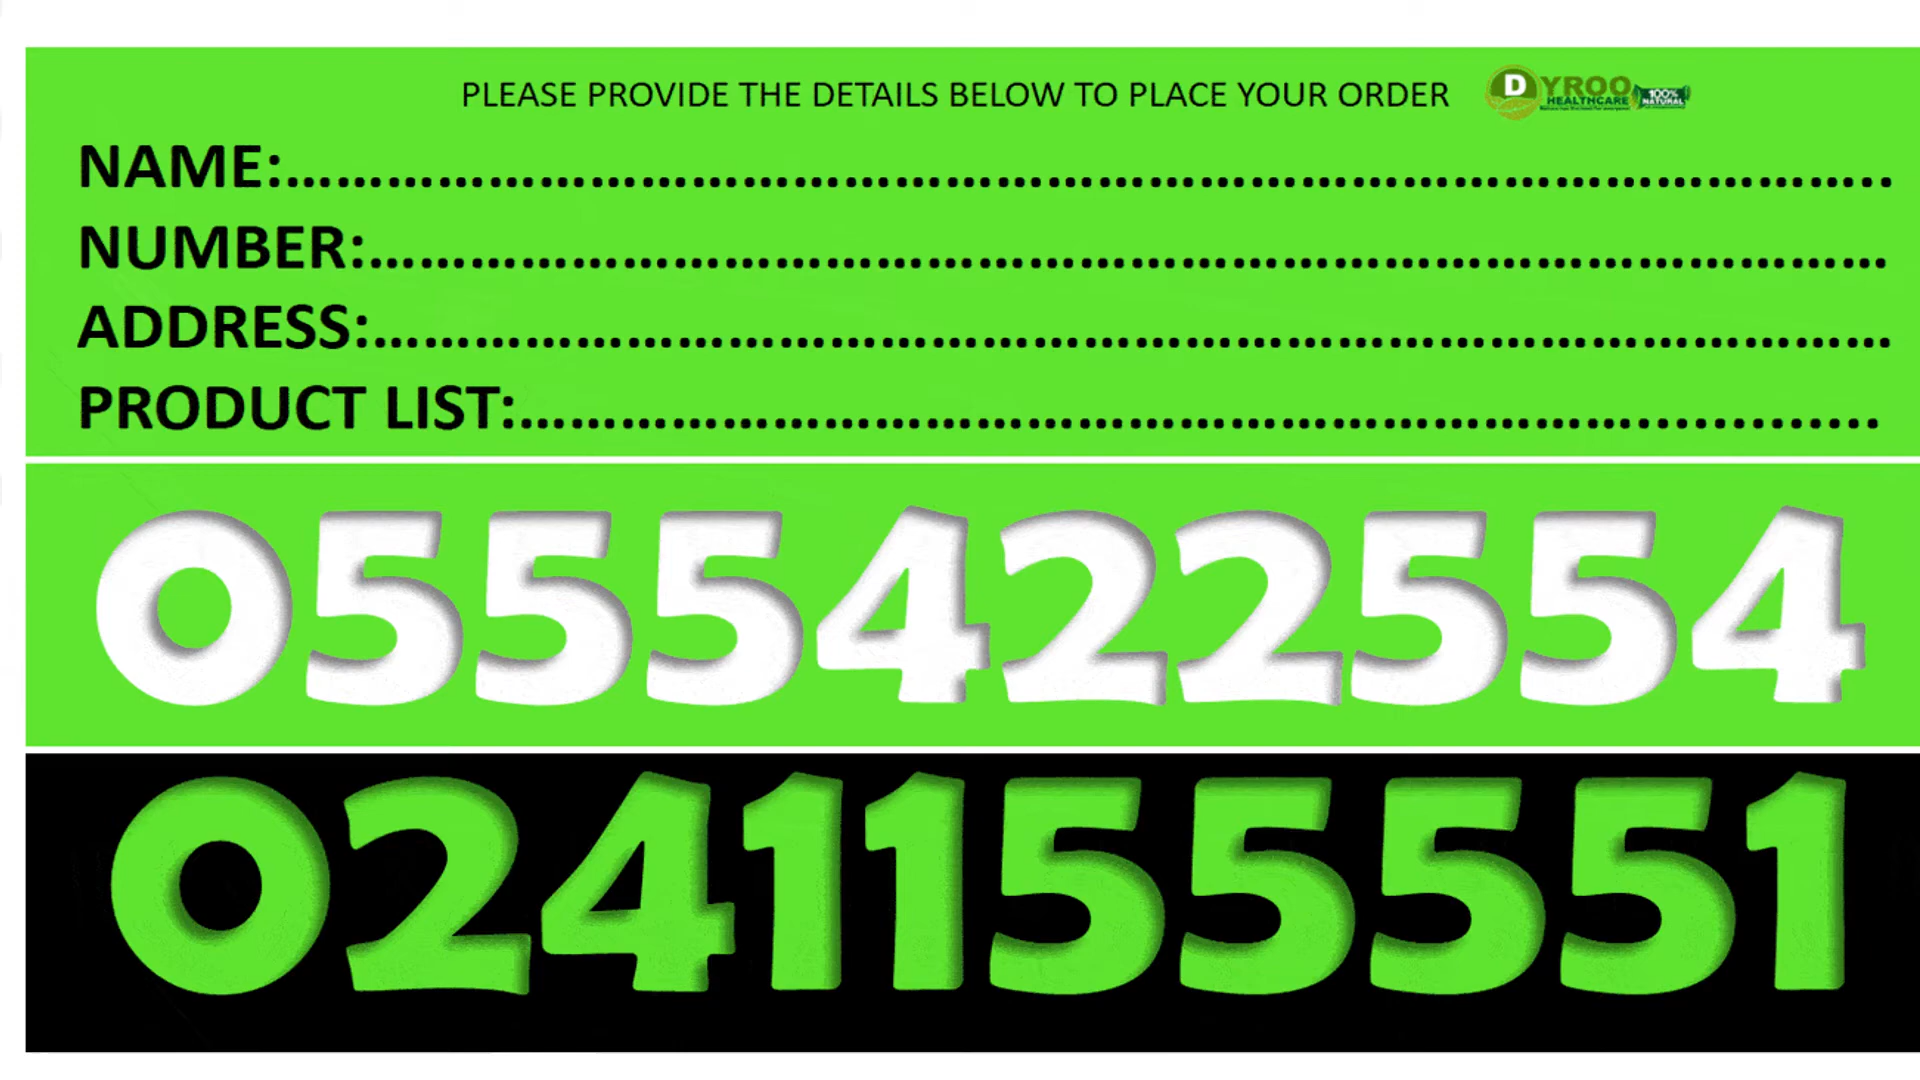 PLEASE PROVIDE THE DETAILS BELOW TO PLACE YOUR ORDER
DYROO
HEALTHCARE
100%
NATURAL
NAME:................................................................................................
NUMBER:...........................................................................................
ADDRESS:...........................................................................................
PRODUCT LIST:..................................................................................
0555422554
0241155551